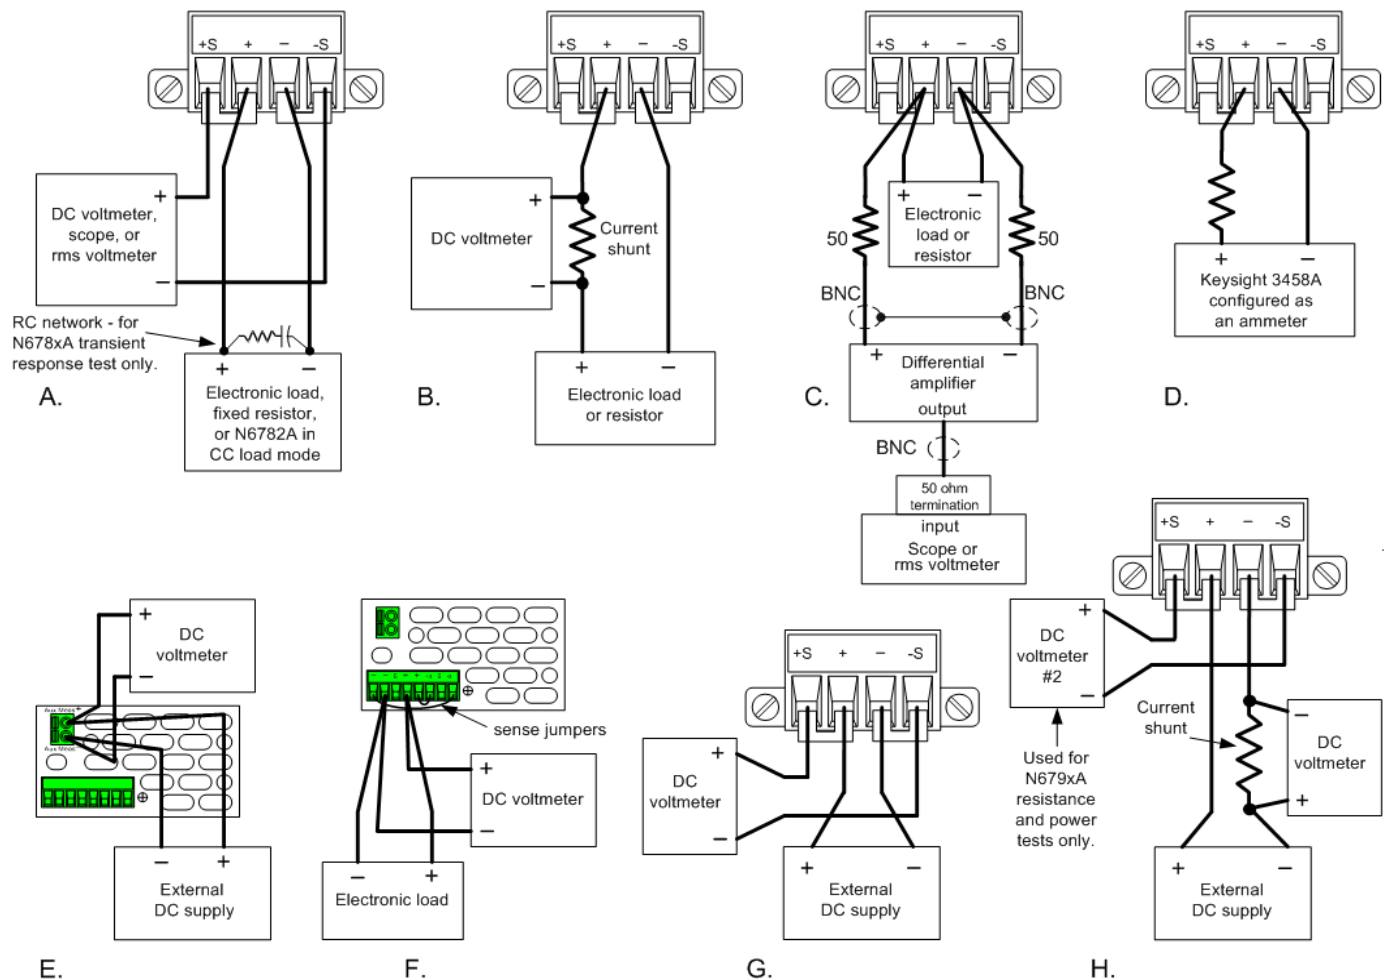 +S + − -S
DC voltmeter,
scope, or
rms voltmeter
+
−
RC network - for
N678xA transient
response test only.
+ −
Electronic load,
fixed resistor,
or N6782A in
CC load mode
A.
+S + − -S
DC voltmeter
+
−
Current
shunt
+ −
Electronic load
or resistor
B.
+S + − -S
50
+ −
Electronic
load or
resistor
50
BNC
BNC
+ −
Differential
amplifier
output
BNC
50 ohm
termination
input
Scope or
rms voltmeter
C.
+S + − -S
+ −
Keysight 3458A
configured as
an ammeter
D.
+
DC
voltmeter
−
Aux Meas +
Aux Meas
− +
External
DC supply
E.
sense jumpers
+
DC voltmeter
−
− +
Electronic load
F.
+S + − -S
+
DC
voltmeter
−
+ −
External
DC supply
G.
+S + − -S
+
DC
voltmeter
#2
−
Used for
N679xA
resistance
and power
tests only.
Current
shunt
−
DC
voltmeter
+
+ −
External
DC supply
H.